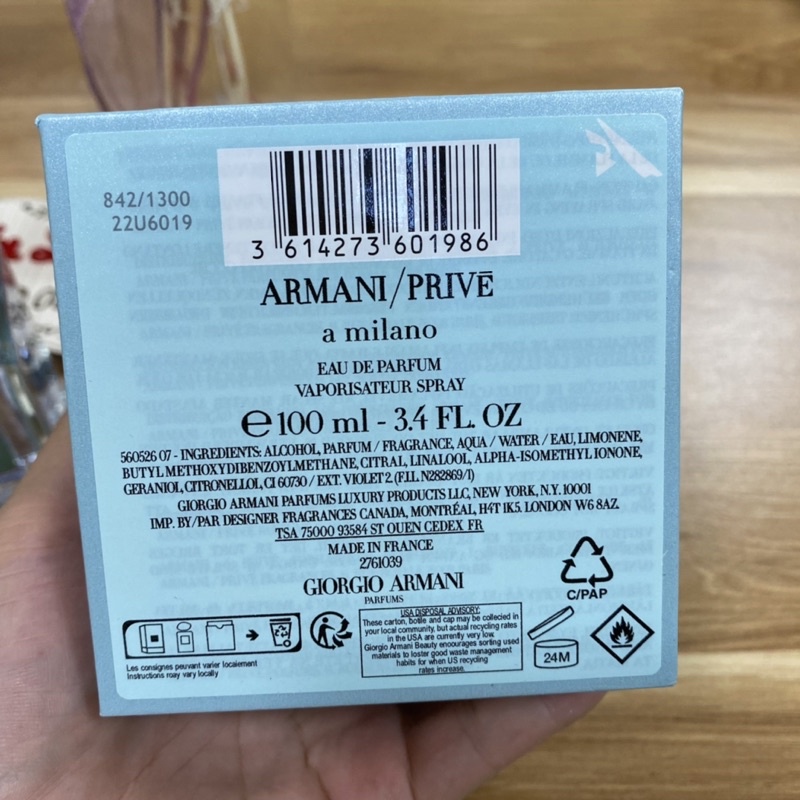 842/1300
22U6019
3 614273 601986
ARMANI/PRIVĒ
a milano
EAU DE PARFUM
VAPORISATEUR SPRAY
℮ 100 ml - 3.4 FL. OZ
560526 07 - INGREDIENTS: ALCOHOL, PARFUM / FRAGRANCE, AQUA / WATER / EAU, LIMONENE,
BUTYL METHOXYDIBENZOYLMETHANE, CITRAL, LINALOOL, ALPHA-ISOMETHYL IONONE,
GERANIOL, CITRONELLOL, CI 60730 / EXT. VIOLET 2. (F.I.L. N282869/1)
GIORGIO ARMANI PARFUMS LUXURY PRODUCTS LLC, NEW YORK, N.Y. 10001
IMP. BY/PAR DESIGNER FRAGRANCES CANADA, MONTRÉAL, H4T 1K5. LONDON W6 8AZ.
TSA 75000 93584 ST OUEN CEDEX FR
MADE IN FRANCE
2761039
GIORGIO ARMANI
PARFUMS
C/PAP
Les consignes peuvant varier locaiement
Instructions may vary locally
USA DISPOSAL ADVISORY:
These carton, bottle and cap may be collecied in
your local community, but actual recycling rates
in the USA are currently very low.
Giorgio Armani Beauty encourages sorting used
materials to loster good waste management
habits for when US recycling
rates increase.
24M